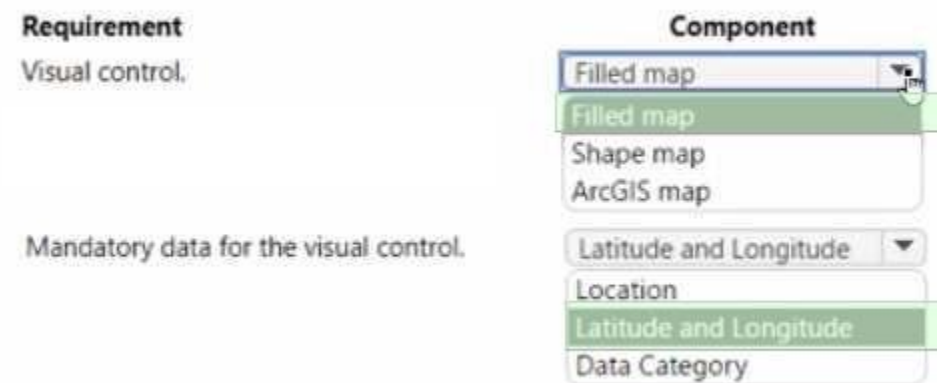 Requirement Component
Visual control. Filled map
Filled map
Shape map
ArcGIS map
Mandatory data for the visual control. Latitude and Longitude
Location
Latitude and Longitude
Data Category